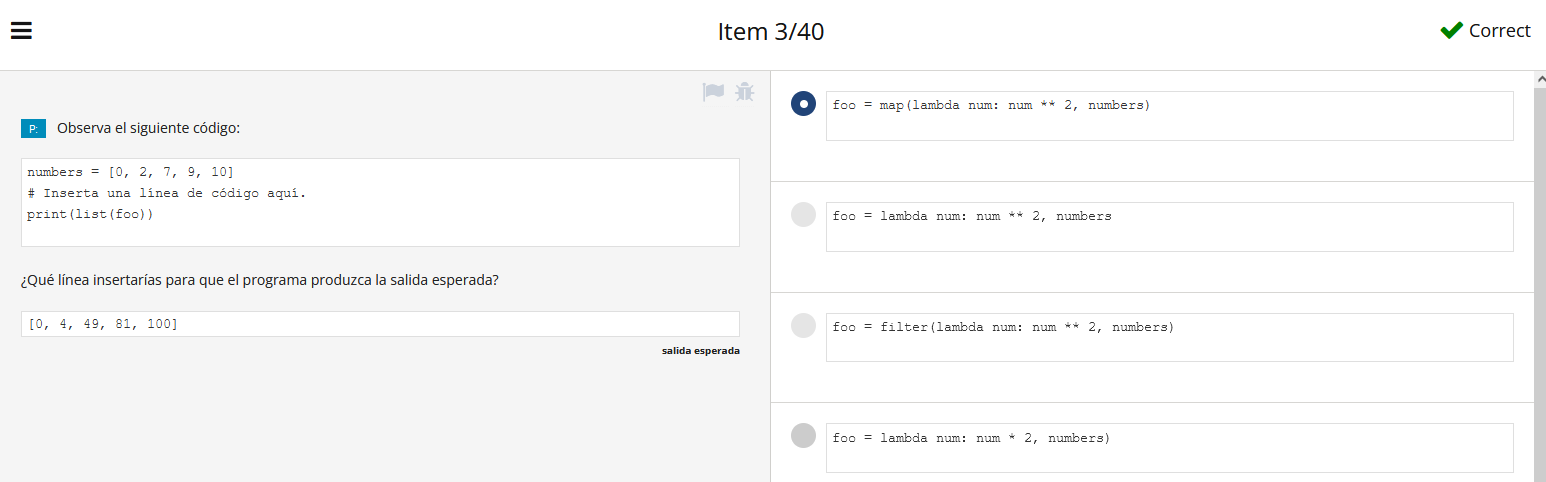 Item 3/40
Correct
P: Observa el siguiente código:
numbers = [0, 2, 7, 9, 10]
# Inserta una línea de código aquí.
print(list(foo))
¿Qué línea insertarías para que el programa produzca la salida esperada?
[0, 4, 49, 81, 100]
salida esperada
foo = map(lambda num: num ** 2, numbers)
foo = lambda num: num ** 2, numbers
foo = filter(lambda num: num ** 2, numbers)
foo = lambda num: num * 2, numbers)